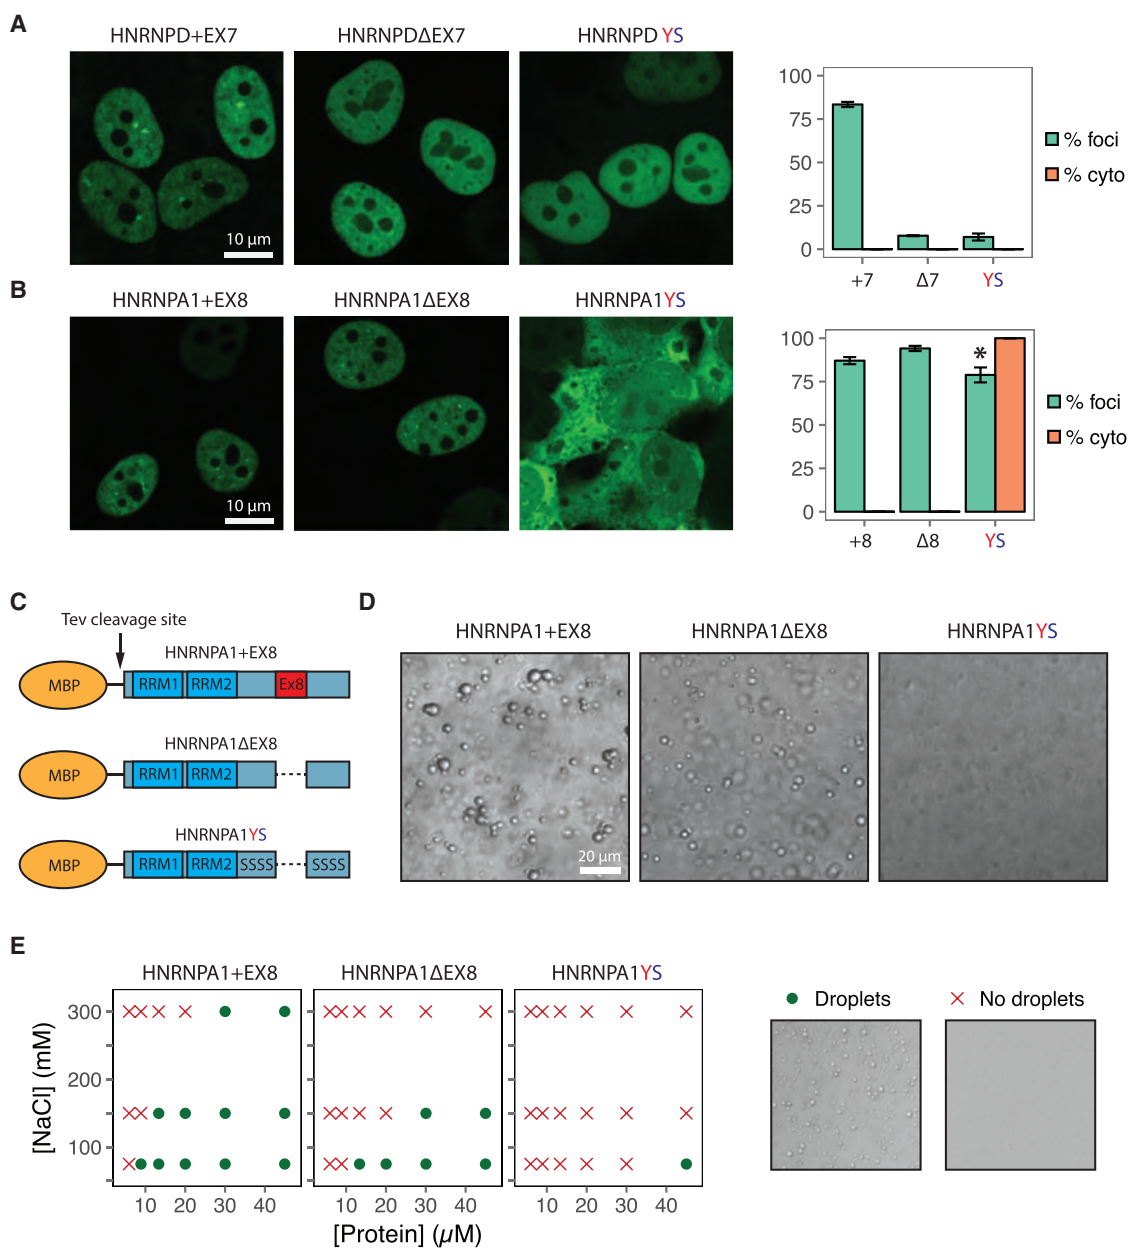 A
HNRNPD+EX7 HNRNPDΔEX7 HNRNPD YS
10 µm
100
75
50
25
0
+7 Δ7 YS
% foci
% cyto
B
HNRNPA1+EX8 HNRNPA1ΔEX8 HNRNPA1YS
10 µm
100
75
50
25
0
*
+8 Δ8 YS
% foci
% cyto
C
Tev cleavage site
HNRNPA1+EX8
MBP RRM1 RRM2 Ex8
HNRNPA1ΔEX8
MBP RRM1 RRM2
HNRNPA1YS
MBP RRM1 RRM2 SSSS SSSS
D
HNRNPA1+EX8 HNRNPA1ΔEX8 HNRNPA1YS
20 µm
E
HNRNPA1+EX8 HNRNPA1ΔEX8 HNRNPA1YS
[NaCl] (mM)
300
200
100
10 20 30 40 10 20 30 40 10 20 30 40
[Protein] (µM)
Droplets No droplets